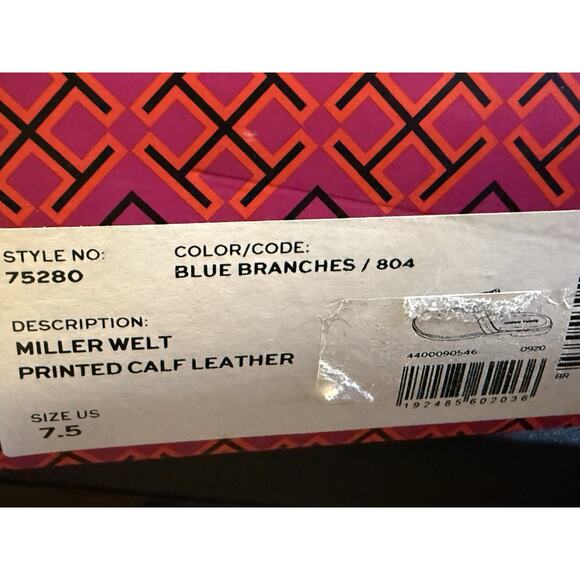 STYLE NO: COLOR/CODE:
75280 BLUE BRANCHES / 804
DESCRIPTION:
MILLER WELT
PRINTED CALF LEATHER
4400090546 0920
192485602036
BR
SIZE US
7.5